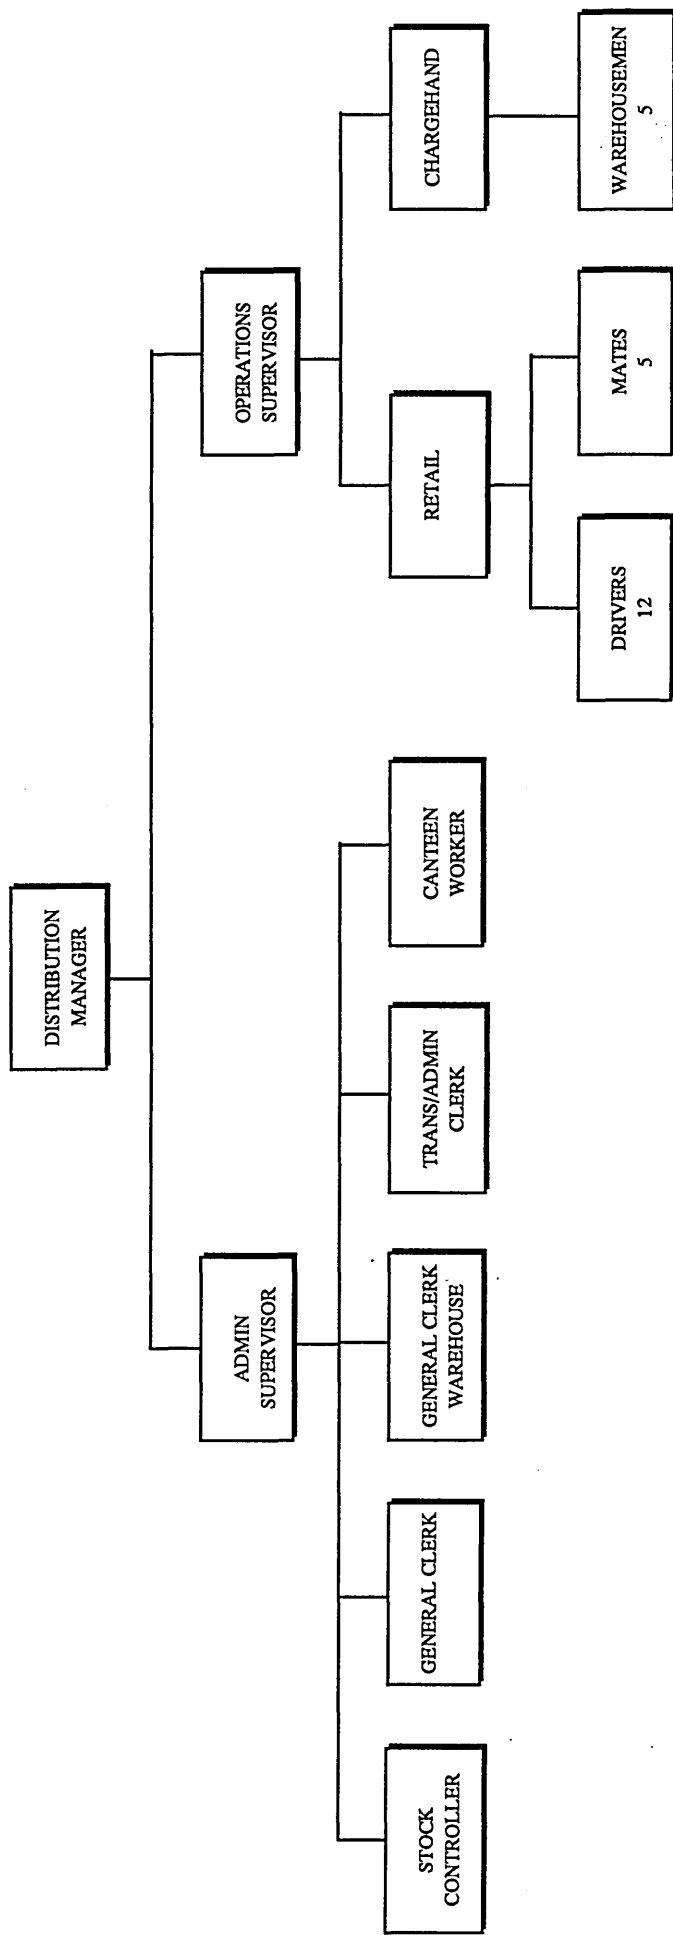 DISTRIBUTION
MANAGER
ADMIN
SUPERVISOR
OPERATIONS
SUPERVISOR
STOCK
CONTROLLER
GENERAL CLERK
GENERAL CLERK
WAREHOUSE
TRANS/ADMIN
CLERK
CANTEEN
WORKER
RETAIL
CHARGEHAND
DRIVERS
12
MATES
5
WAREHOUSEMEN
5